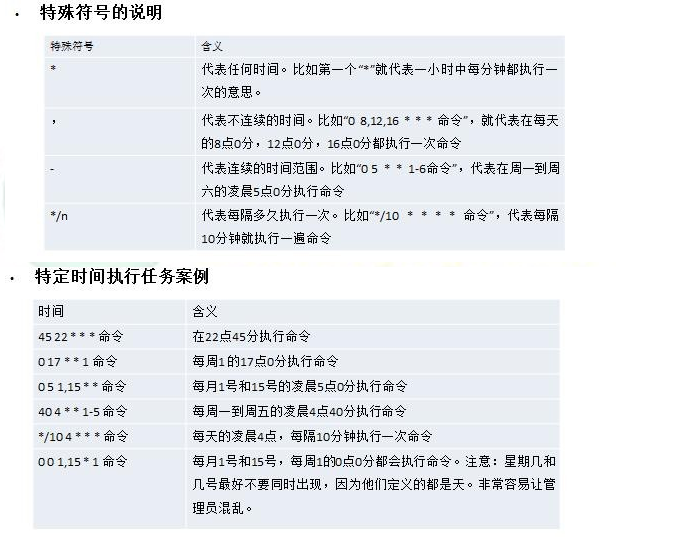 • 特殊符号的说明
特殊符号 含义
* 代表任何时间。比如第一个“*”就代表一小时中每分钟都执行一
次的意思。
， 代表不连续的时间。比如“0 8,12,16 * * * 命令”，就代表在每天
的8点0分，12点0分，16点0分都执行一次命令
- 代表连续的时间范围。比如“0 5 * * 1-6命令”，代表在周一到周
六的凌晨5点0分执行命令
*/n 代表每隔多久执行一次。比如“*/10 * * * * 命令”，代表每隔
10分钟就执行一遍命令
• 特定时间执行任务案例
时间 含义
45 22 * * * 命令 在22点45分执行命令
0 17 * * 1 命令 每周1 的17点0分执行命令
0 5 1,15 * * 命令 每月1号和15号的凌晨5点0分执行命令
40 4 * * 1-5 命令 每周一到周五的凌晨4点40分执行命令
*/10 4 * * * 命令 每天的凌晨4点，每隔10分钟执行一次命令
0 0 1,15 * 1 命令 每月1号和15号，每周1的0点0分都会执行命令。注意：星期几和
几号最好不要同时出现，因为他们定义的都是天。非常容易让
管理员混乱。